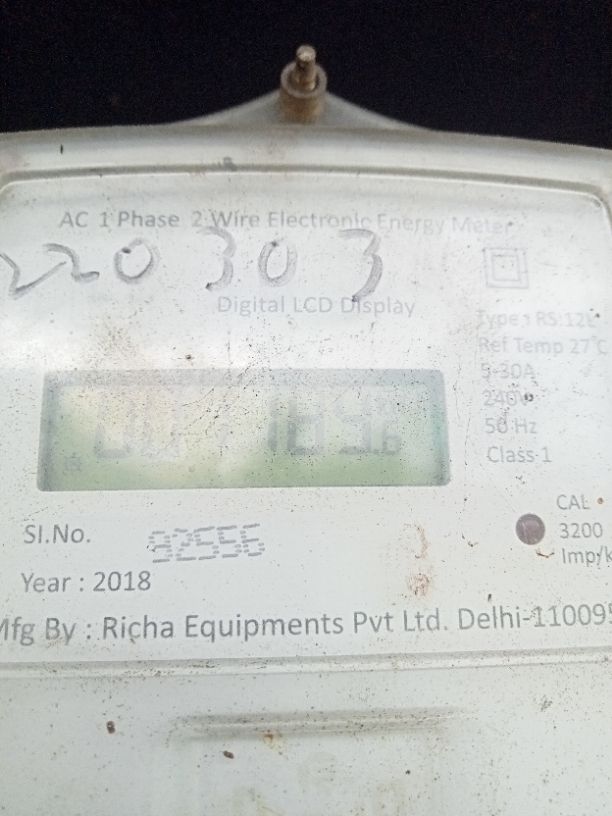 AC 1 Phase 2 Wire Electronic Energy Meter
220303
Digital LCD Display
Type : RS:12L
Ref Temp 27°C
5-30A
240V
50 Hz
Class-1
CAL
3200
Imp/k
Sl.No. 92556
Year : 2018
Mfg By : Richa Equipments Pvt Ltd. Delhi-11009